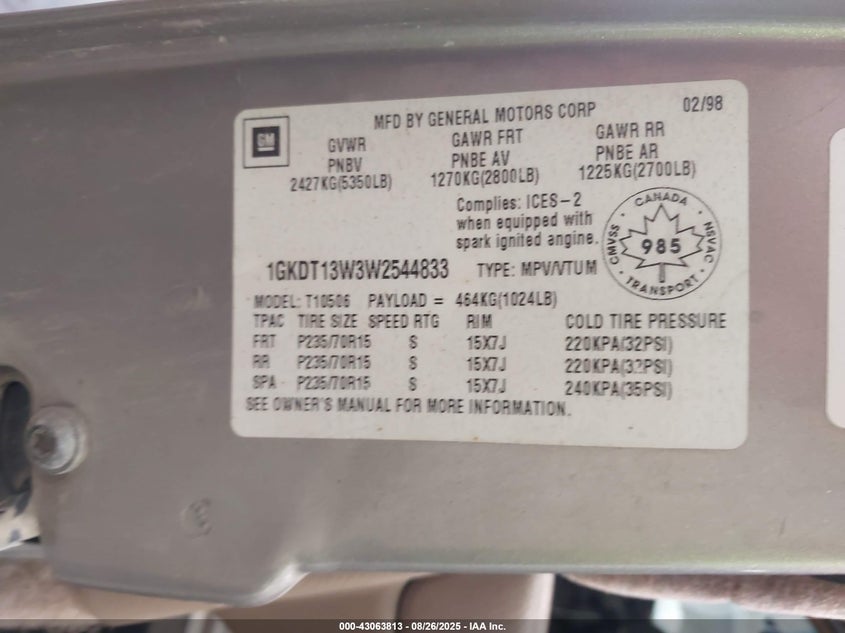 GM
MFD BY GENERAL MOTORS CORP 02/98
GVWR GAWR FRT GAWR RR
PNBV PNBE AV PNBE AR
2427KG(5350LB) 1270KG(2800LB) 1225KG(2700LB)
Complies: ICES-2
when equipped with
spark ignited angine.
CANADA
CMVSS 985 NSVAC
TRANSPORT
1GKDT13W3W2544833 TYPE: MPV/VTUM
MODEL: T10506 PAYLOAD = 464KG(1024LB)
TPAC TIRE SIZE SPEED RTG RIM COLD TIRE PRESSURE
FRT P235/70R15 S 15X7J 220KPA(32PSI)
RR P235/70R15 S 15X7J 220KPA(32PSI)
SPA P235/70R15 S 15X7J 240KPA(35PSI)
SEE OWNER'S MANUAL FOR MORE INFORMATION.
000-43063813 - 08/26/2025 - IAA Inc.